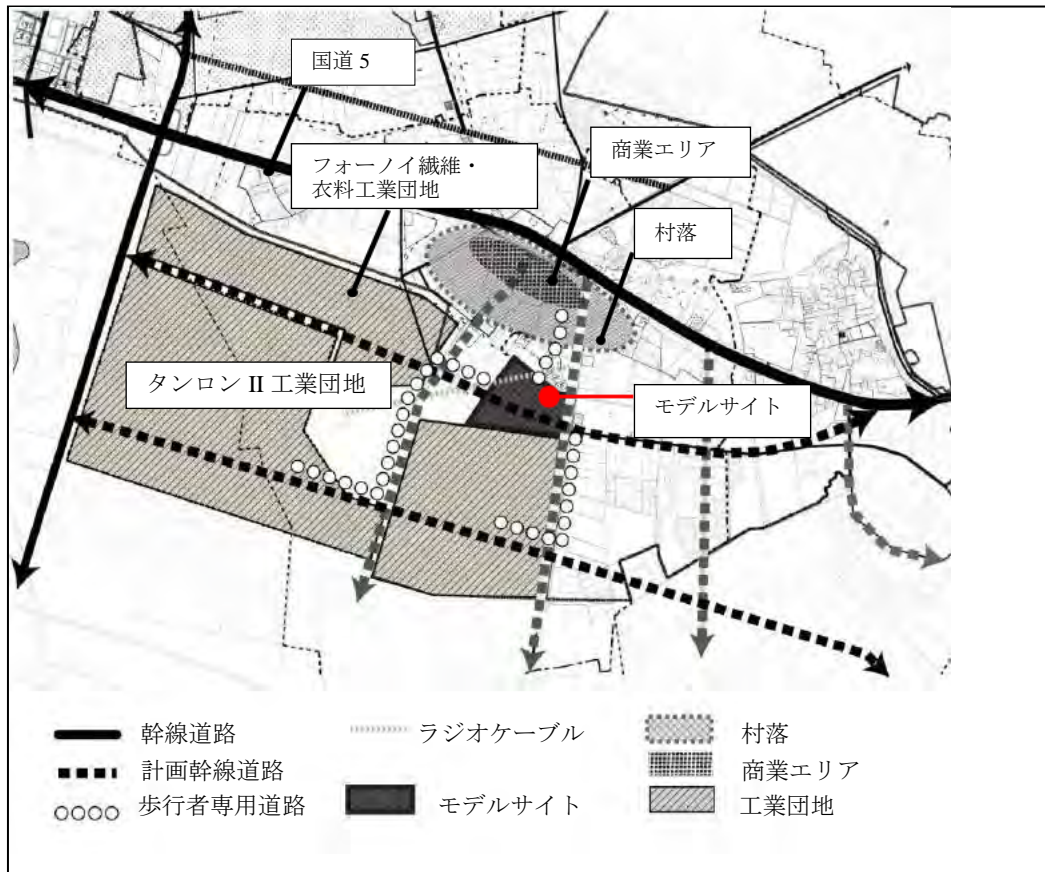 国道 5
フォーノイ繊維・
衣料工業団地
商業エリア
村落
タンロン II 工業団地
モデルサイト
幹線道路
ラジオケーブル
村落
計画幹線道路
商業エリア
歩行者専用道路
モデルサイト
工業団地